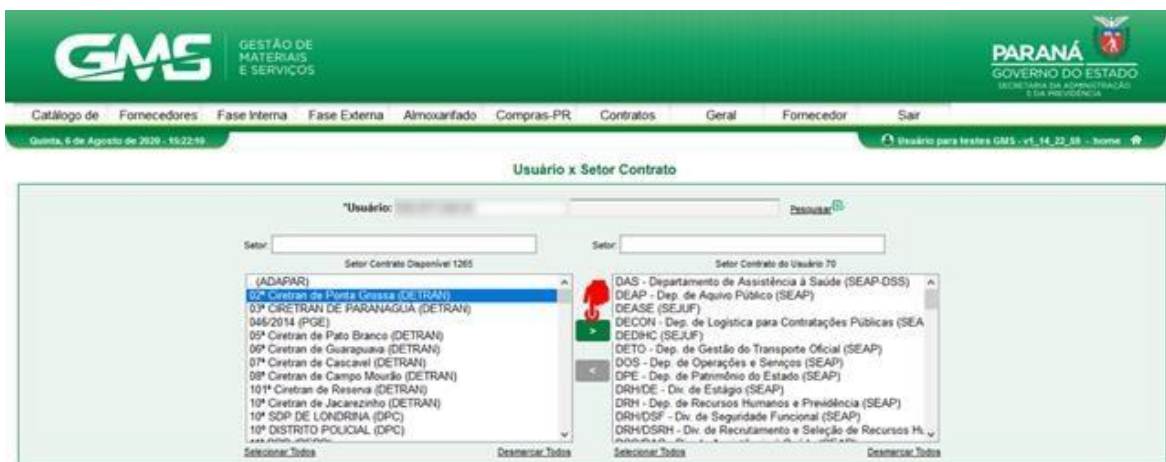 GMS
GESTÃO DE
MATERIAIS
E SERVIÇOS
PARANÁ
GOVERNO DO ESTADO
SECRETARIA DA ADMINISTRAÇÃO
E DA PREVIDÊNCIA
Catálogo de Fornecedores Fase Interna Fase Externa Almoxarifado Compras-PR Contratos Geral Fornecedor Sair
Quinta, 6 de Agosto de 2020 - 15:22:10
Usuário para testes GMS - v1_14_22_50 - home
Usuário x Setor Contrato
*Usuário: Pesquisar
Setor: Setor:
Setor Contrato Disponível 1265 Setor Contrato do Usuário 70
(ADAPAR)
02ª Ciretran de Ponta Grossa (DETRAN)
03ª CIRETRAN DE PARANAGUA (DETRAN)
046/2014 (PGE)
05ª Ciretran de Pato Branco (DETRAN)
06ª Ciretran de Guarapuava (DETRAN)
07ª Ciretran de Cascavel (DETRAN)
08ª Ciretran de Campo Mourão (DETRAN)
101ª Ciretran de Reserva (DETRAN)
10ª Ciretran de Jacarezinho (DETRAN)
10ª SDP DE LONDRINA (DPC)
10º DISTRITO POLICIAL (DPC)
>
<
DAS - Departamento de Assistência à Saúde (SEAP-DSS)
DEAP - Dep. de Aquivo Público (SEAP)
DEASE (SEJUF)
DECON - Dep. de Logística para Contratações Públicas (SEA
DEDIHC (SEJUF)
DETO - Dep. de Gestão do Transporte Oficial (SEAP)
DOS - Dep. de Operações e Serviços (SEAP)
DPE - Dep. de Patrimônio do Estado (SEAP)
DRH/DE - Div. de Estágio (SEAP)
DRH - Dep. de Recursos Humanos e Previdência (SEAP)
DRH/DSF - Div. de Seguridade Funcional (SEAP)
DRH/DSRH - Div. de Recrutamento e Seleção de Recursos Hu
Selecionar Todos Desmarcar Todos Selecionar Todos Desmarcar Todos